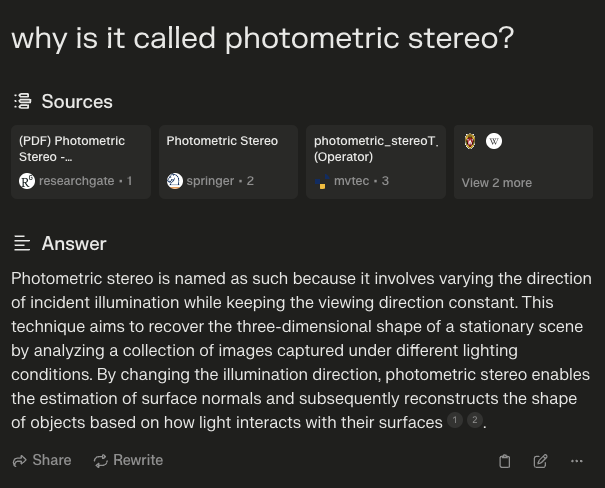 why is it called photometric stereo?
Sources
(PDF) Photometric
Stereo -...
researchgate • 1
Photometric Stereo
springer • 2
photometric_stereoT
(Operator)
mvtec • 3
W
View 2 more
Answer
Photometric stereo is named as such because it involves varying the direction
of incident illumination while keeping the viewing direction constant. This
technique aims to recover the three-dimensional shape of a stationary scene
by analyzing a collection of images captured under different lighting
conditions. By changing the illumination direction, photometric stereo enables
the estimation of surface normals and subsequently reconstructs the shape
of objects based on how light interacts with their surfaces 1 2.
Share Rewrite